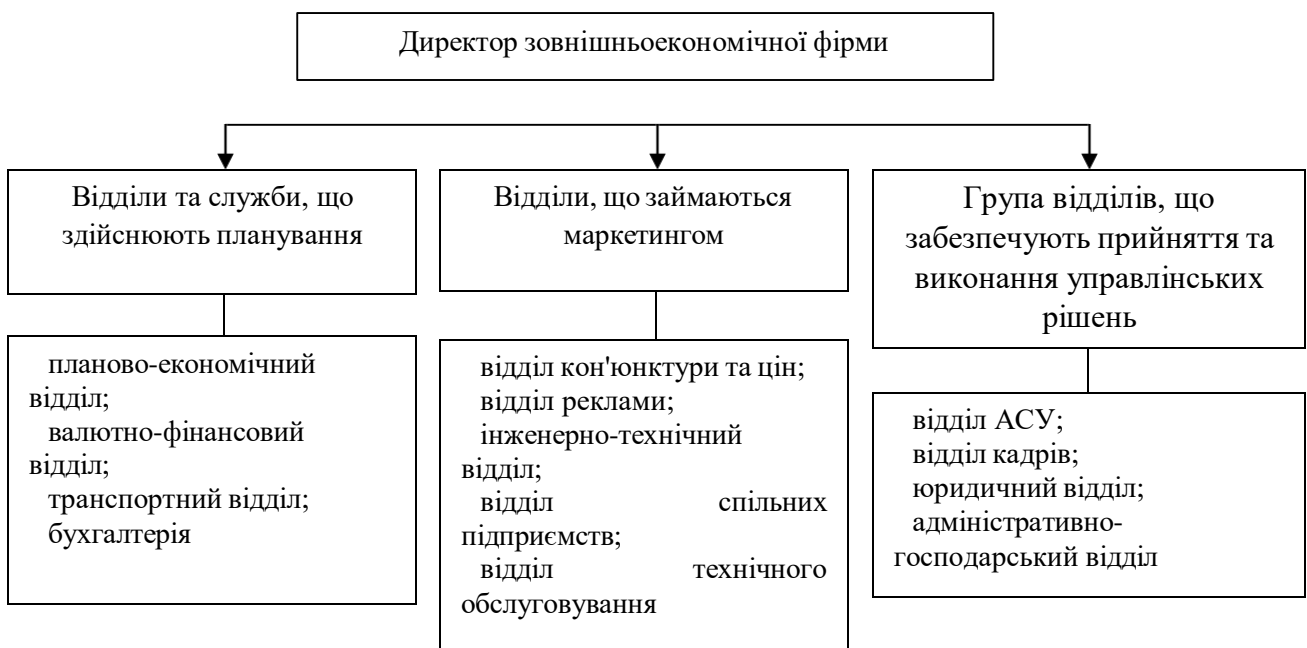 Директор зовнішньоекономічної фірми
Відділи та служби, що
здійснюють планування
Відділи, що займаються
маркетингом
Група відділів, що
забезпечують прийняття та
виконання управлінських
рішень
планово-економічний
відділ;
валютно-фінансовий
відділ;
транспортний відділ;
бухгалтерія
відділ кон'юнктури та цін;
відділ реклами;
інженерно-технічний
відділ;
відділ спільних
підприємств;
відділ технічного
обслуговування
відділ АСУ;
відділ кадрів;
юридичний відділ;
адміністративно-
господарський відділ